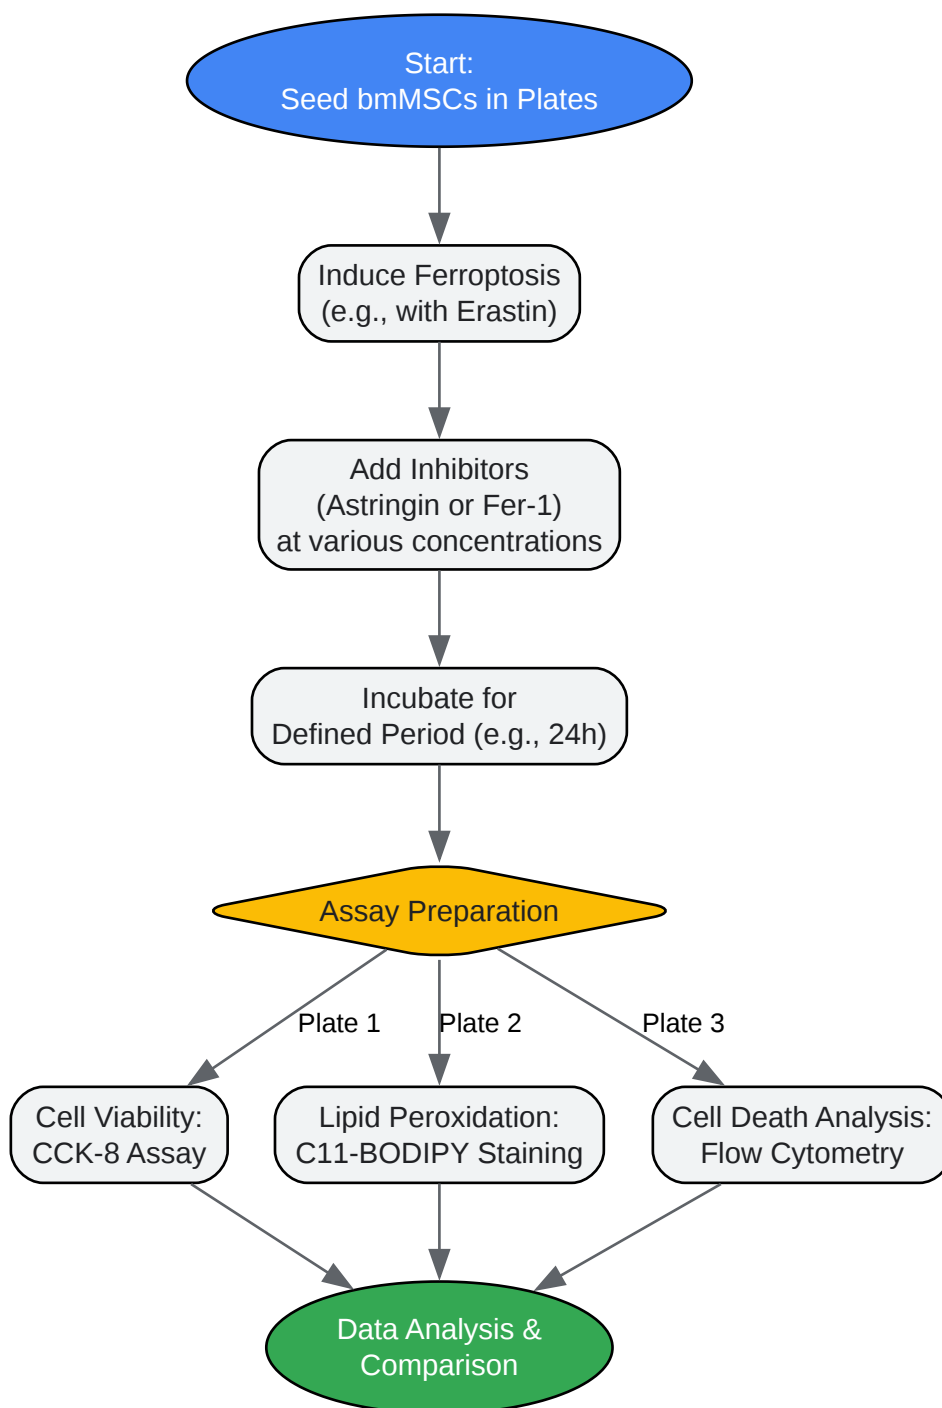 Start:
Seed bmMSCs in Plates
Induce Ferroptosis
(e.g., with Erastin)
Add Inhibitors
(Astringin or Fer-1)
at various concentrations
Incubate for
Defined Period (e.g., 24h)
Assay Preparation
Plate 1
Plate 2
Plate 3
Cell Viability:
CCK-8 Assay
Lipid Peroxidation:
C11-BODIPY Staining
Cell Death Analysis:
Flow Cytometry
Data Analysis &
Comparison